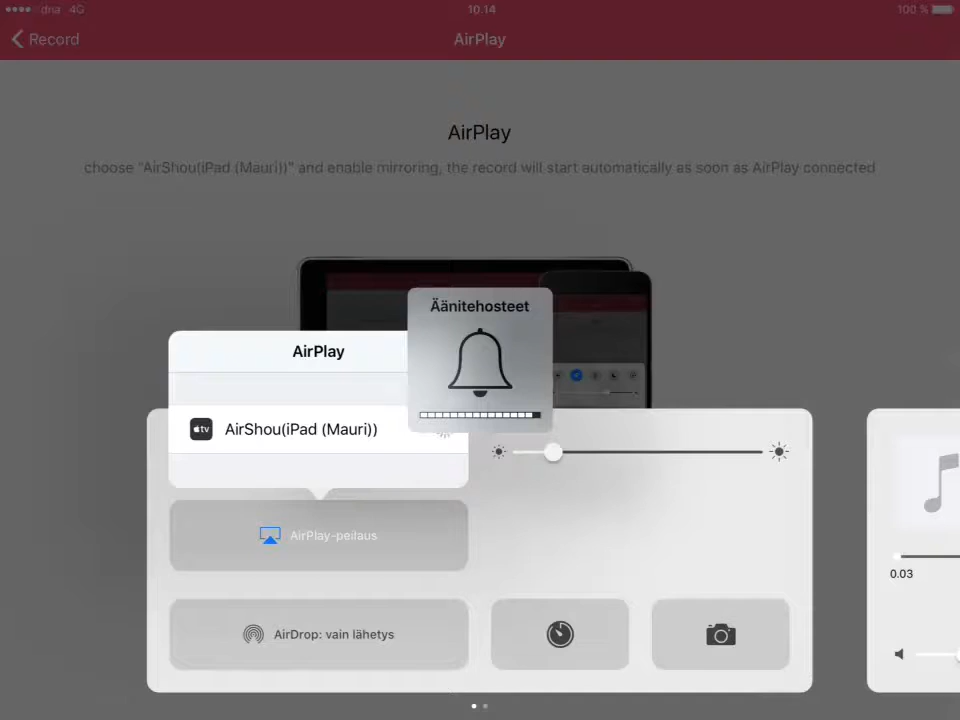 dna 4G
10.14
100 %
Record
AirPlay
AirPlay
choose "AirShou(iPad (Mauri))" and enable mirroring, the record will start automatically as soon as AirPlay connected
Äänitehosteet
AirPlay
tv
AirShou(iPad (Mauri))
AirPlay-peilaus
0.03
AirDrop: vain lähetys